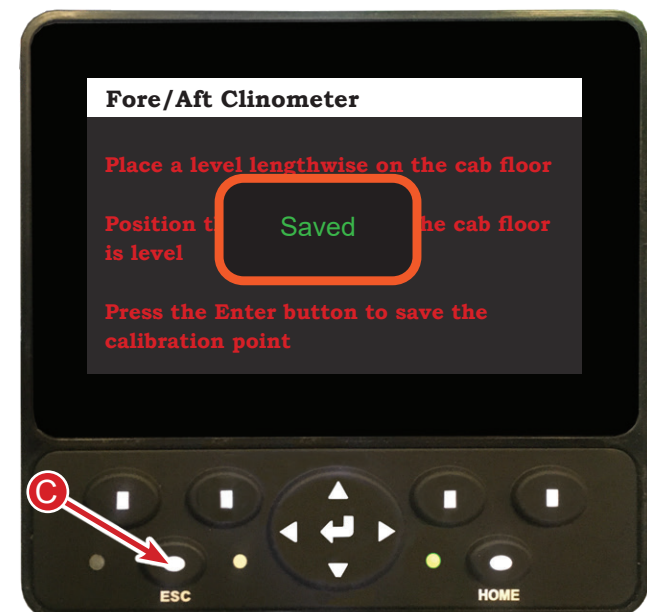 Fore/Aft Clinometer
Place a level lengthwise on the cab floor
Position t
Saved
he cab floor
is level
Press the Enter button to save the
calibration point
C
ESC
HOME